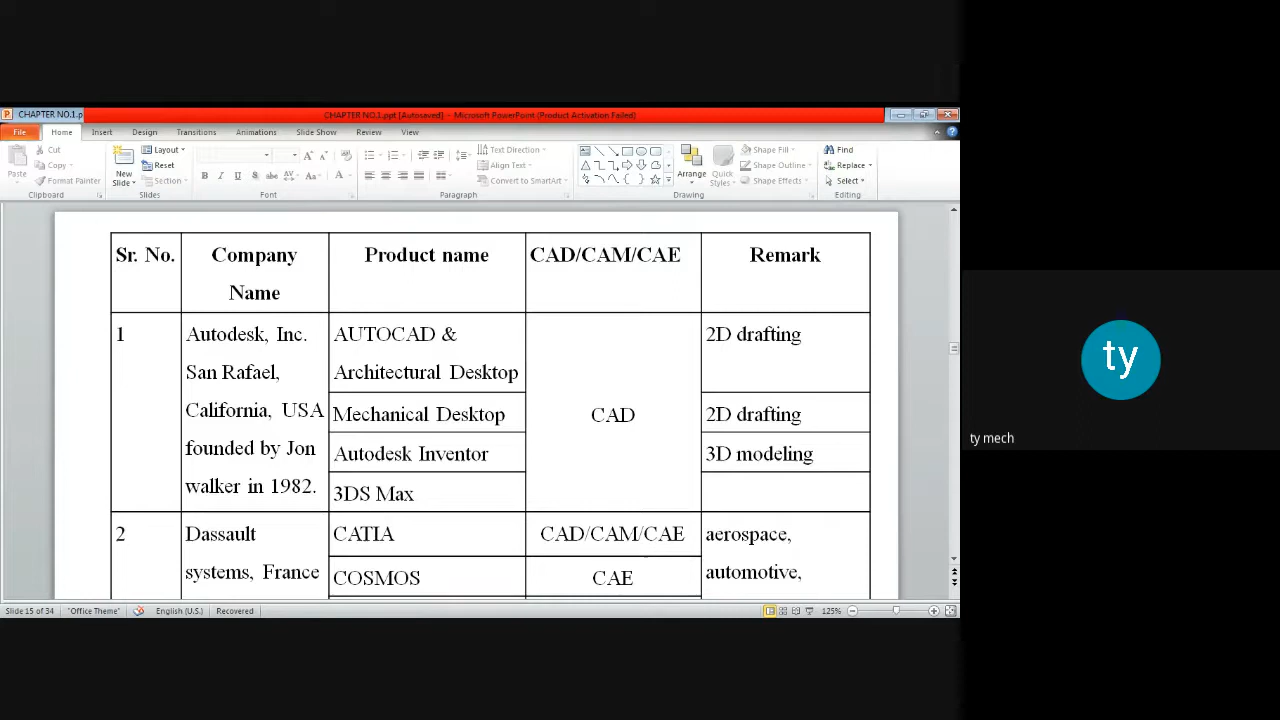 CHAPTER NO.1.p
CHAPTER NO.1.ppt [Autosaved] - Microsoft PowerPoint (Product Activation Failed)
File Home Insert Design Transitions Animations Slide Show Review View
Paste
Cut
Copy
Format Painter
Clipboard
New
Slide
Layout
Reset
Section
Slides
B I U S abc AV Aa A
Font
Text Direction
Align Text
Convert to SmartArt
Paragraph
Arrange
Quick
Styles
Shape Fill
Shape Outline
Shape Effects
Drawing
Find
Replace
Select
Editing
Sr. No.
Company
Name
Product name
CAD/CAM/CAE
Remark
1
Autodesk, Inc.
San Rafael,
California, USA
founded by Jon
walker in 1982.
AUTOCAD &
Architectural Desktop
Mechanical Desktop
Autodesk Inventor
3DS Max
CAD
2D drafting
2D drafting
3D modeling
2
Dassault
systems, France
CATIA
COSMOS
CAD/CAM/CAE
CAE
aerospace,
automotive,
Slide 15 of 34 "Office Theme" English (U.S.) Recovered 125%
ty
ty mech